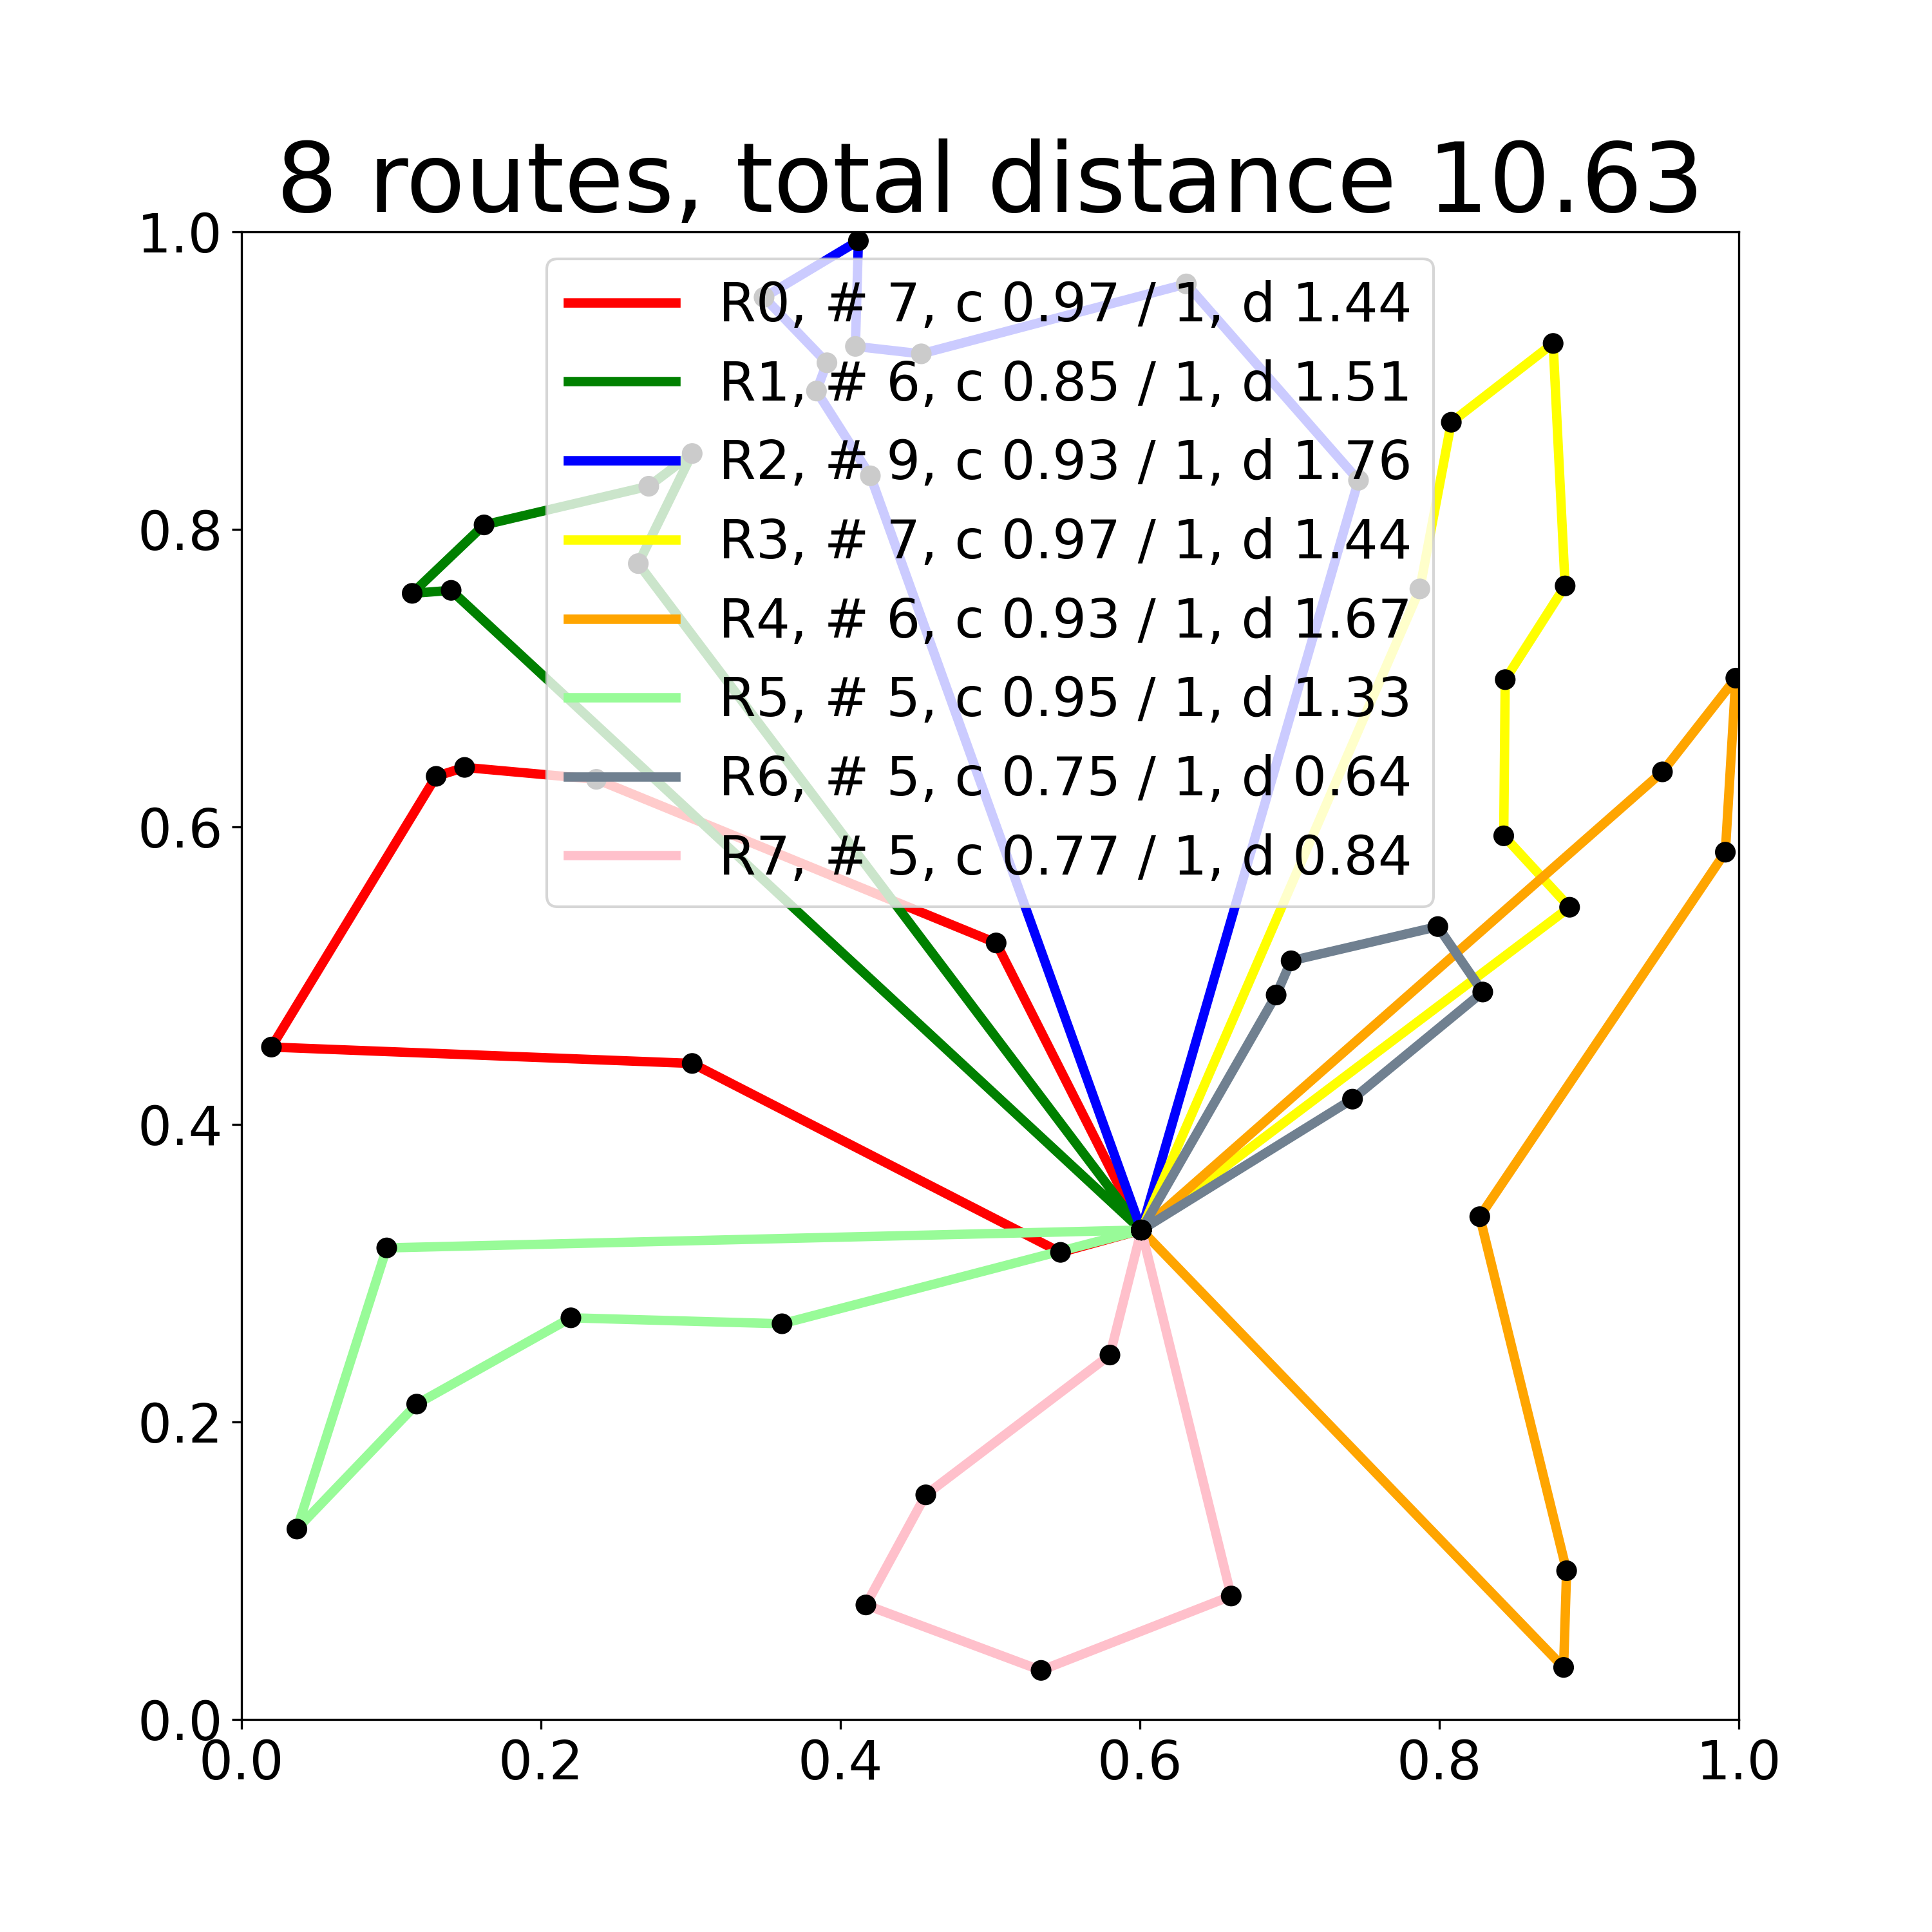 8 routes, total distance 10.63
R0, # 7, c 0.97 / 1, d 1.44
R1, # 6, c 0.85 / 1, d 1.51
R2, # 9, c 0.93 / 1, d 1.76
R3, # 7, c 0.97 / 1, d 1.44
R4, # 6, c 0.93 / 1, d 1.67
R5, # 5, c 0.95 / 1, d 1.33
R6, # 5, c 0.75 / 1, d 0.64
R7, # 5, c 0.77 / 1, d 0.84
1.0
0.8
0.6
0.4
0.2
0.0
0.0 0.2 0.4 0.6 0.8 1.0